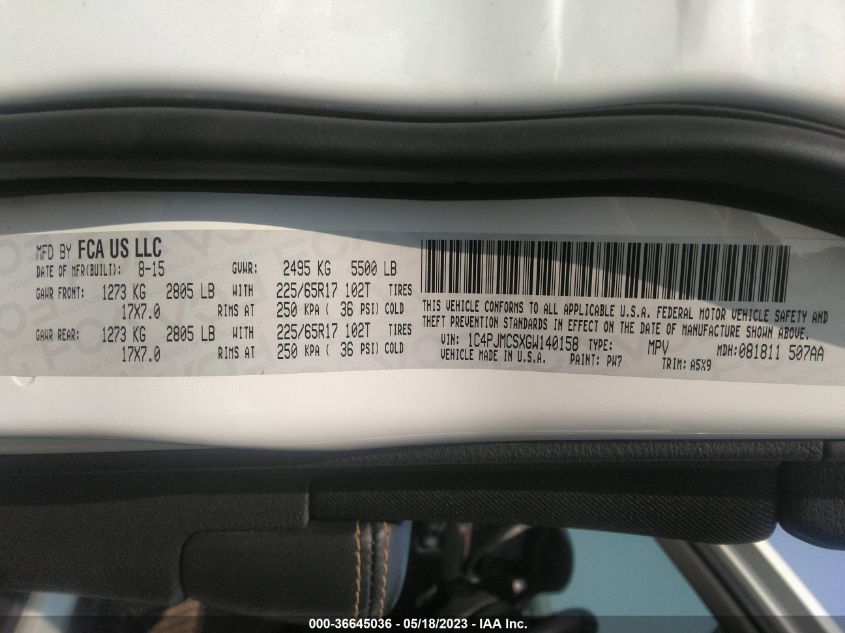 MFD BY FCA US LLC
DATE OF MFR(BUILT): 8-15 GVWR: 2495 KG 5500 LB
GAWR FRONT: 1273 KG 2805 LB WITH 225/65R17 102T TIRES
17X7.0 RIMS AT 250 KPA ( 36 PSI) COLD
GAWR REAR: 1273 KG 2805 LB WITH 225/65R17 102T TIRES
17X7.0 RIMS AT 250 KPA ( 36 PSI) COLD
THIS VEHICLE CONFORMS TO ALL APPLICABLE U.S.A. FEDERAL MOTOR VEHICLE SAFETY AND
THEFT PREVENTION STANDARDS IN EFFECT ON THE DATE OF MANUFACTURE SHOWN ABOVE.
VIN: 1C4PJMCSXGW140158 TYPE: MPV MDH: 081811 507AA
VEHICLE MADE IN U.S.A. PAINT: PW7 TRIM: A5X9
000-36645036 - 05/18/2023 - IAA Inc.